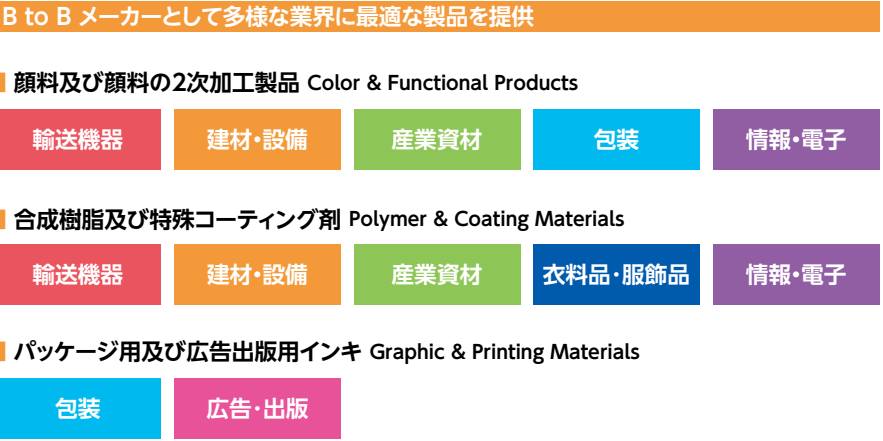 B to B メーカーとして多様な業界に最適な製品を提供
顔料及び顔料の2次加工製品 Color & Functional Products
輸送機器 建材・設備 産業資材 包装 情報・電子
合成樹脂及び特殊コーティング剤 Polymer & Coating Materials
輸送機器 建材・設備 産業資材 衣料品・服飾品 情報・電子
パッケージ用及び広告出版用インキ Graphic & Printing Materials
包装 広告・出版